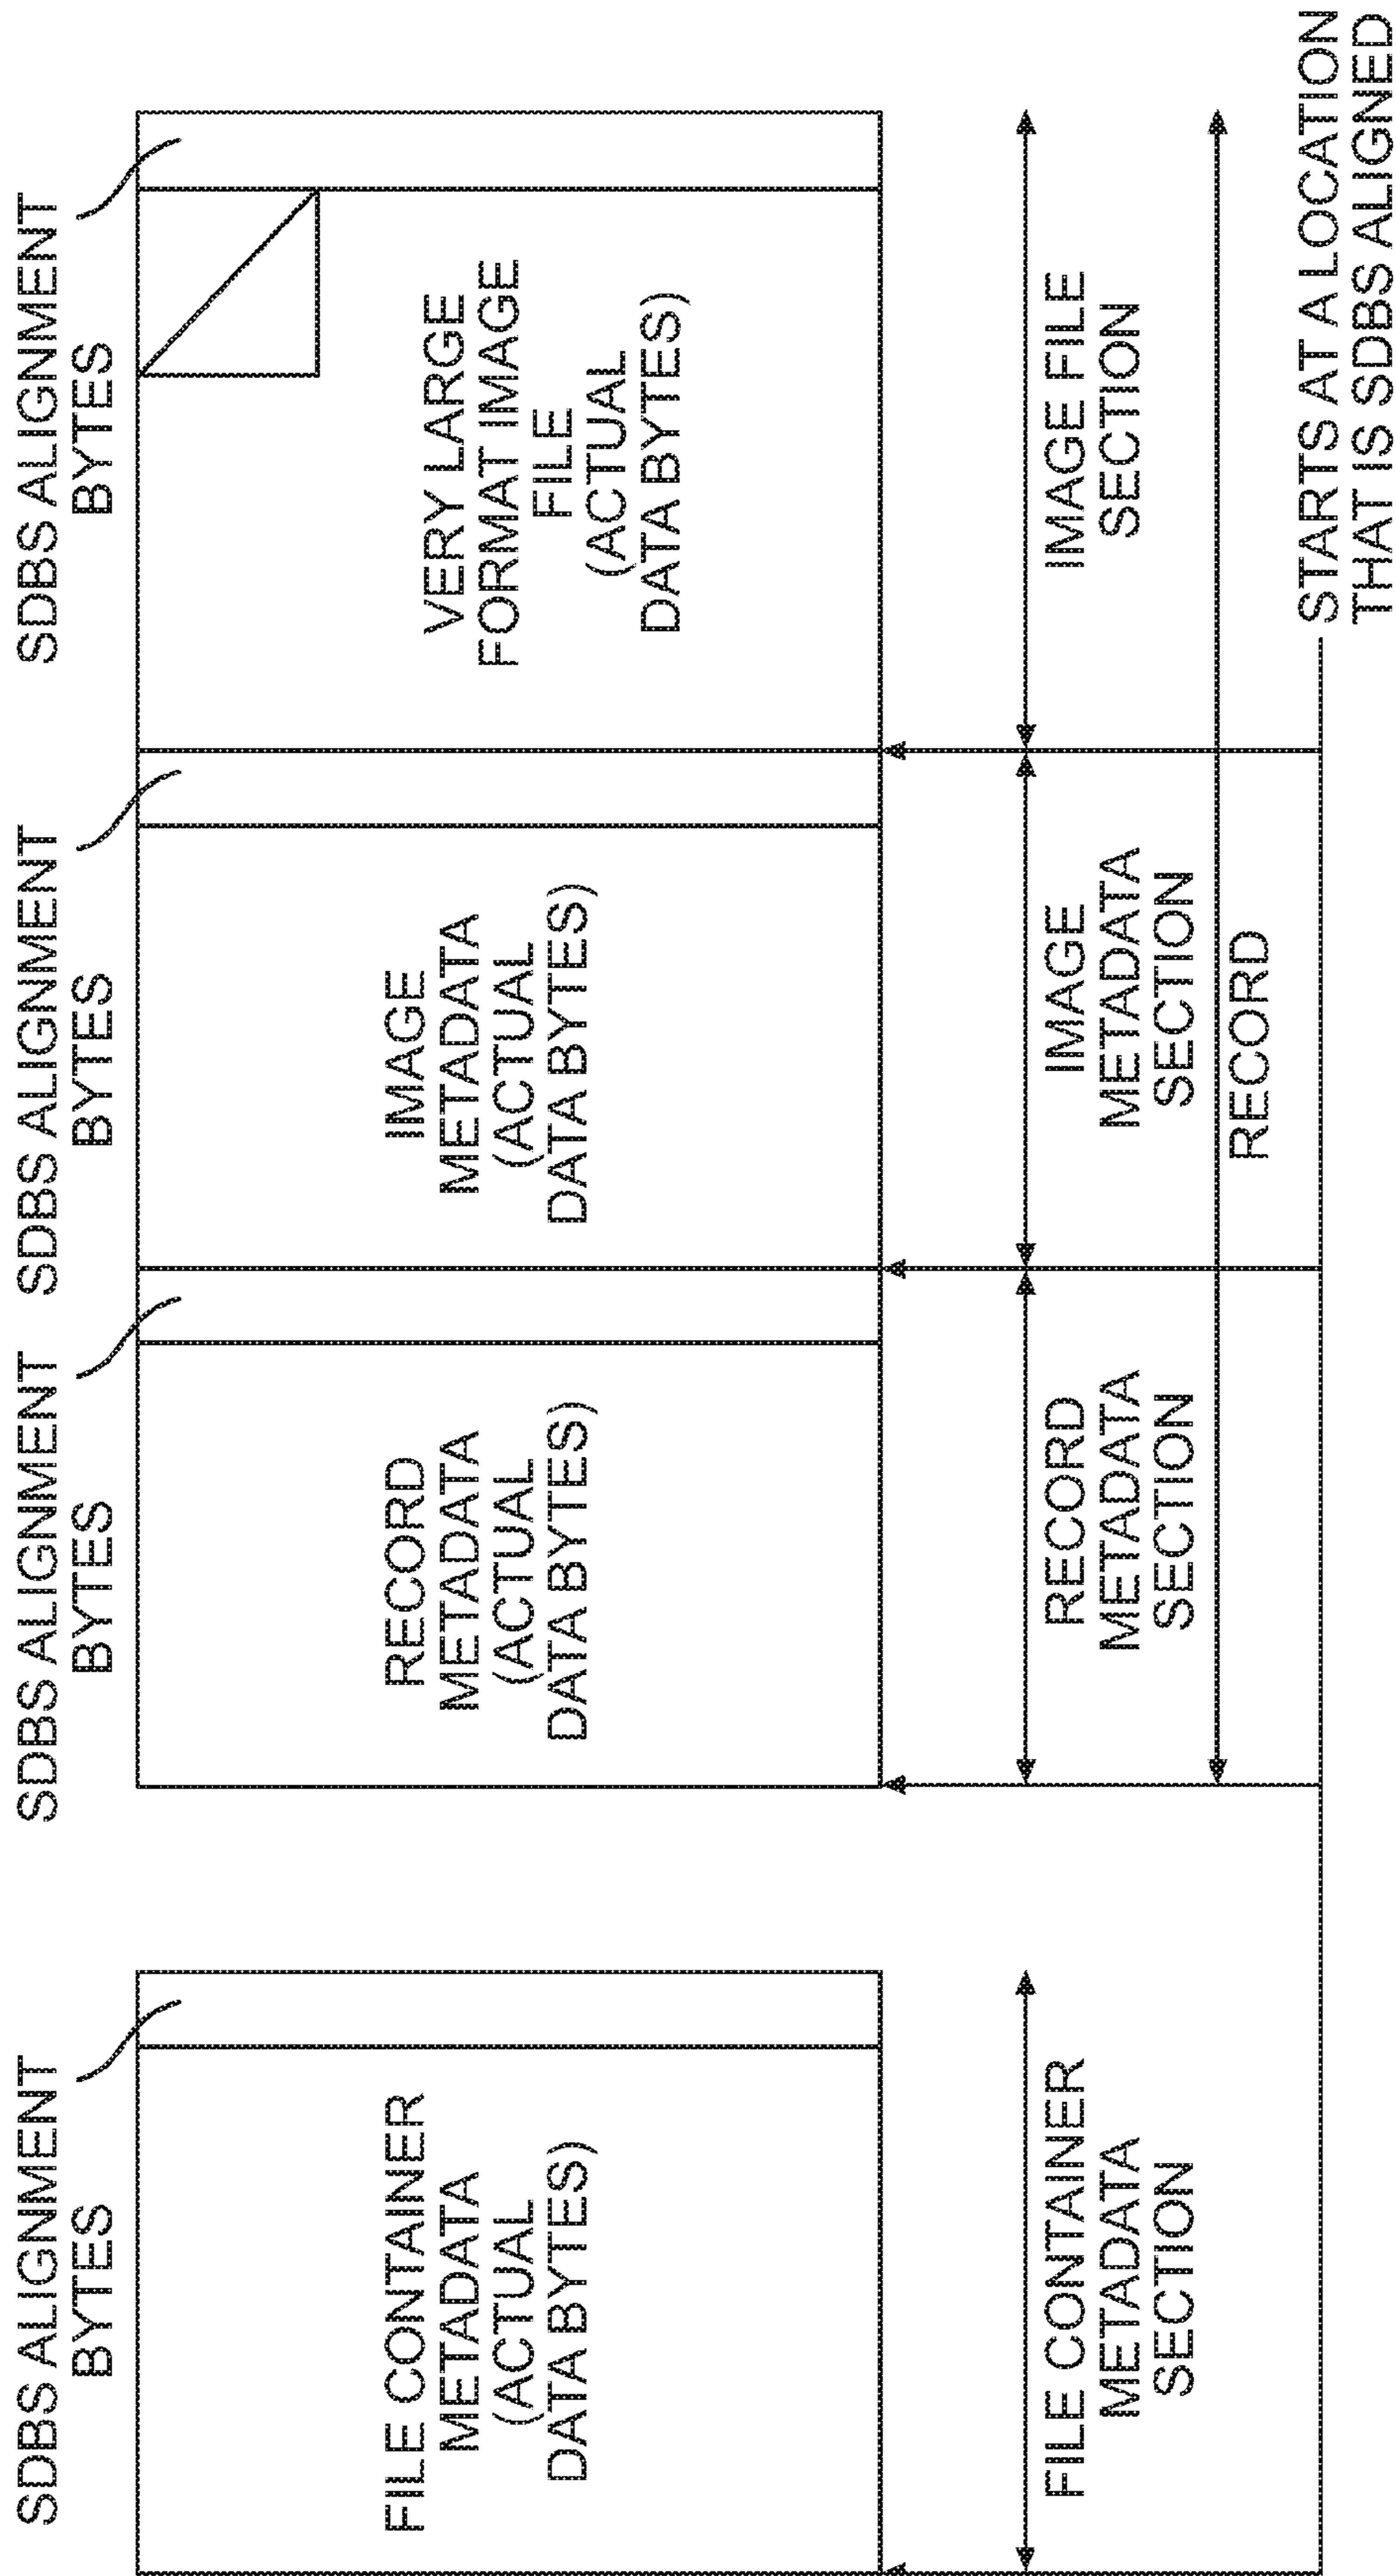 SDBS ALIGNMENT
BYTES
SDBS ALIGNMENT
BYTES
SDBS ALIGNMENT
BYTES
SDBS ALIGNMENT
BYTES
FILE CONTAINER
METADATA
(ACTUAL
DATA BYTES)
RECORD
METADATA
(ACTUAL
DATA BYTES)
IMAGE
METADATA
(ACTUAL
DATA BYTES)
VERY LARGE
FORMAT IMAGE
FILE
(ACTUAL
DATA BYTES)
FILE CONTAINER
METADATA
SECTION
RECORD
METADATA
SECTION
IMAGE
METADATA
SECTION
IMAGE FILE
SECTION
RECORD
STARTS AT A LOCATION
THAT IS SDBS ALIGNED